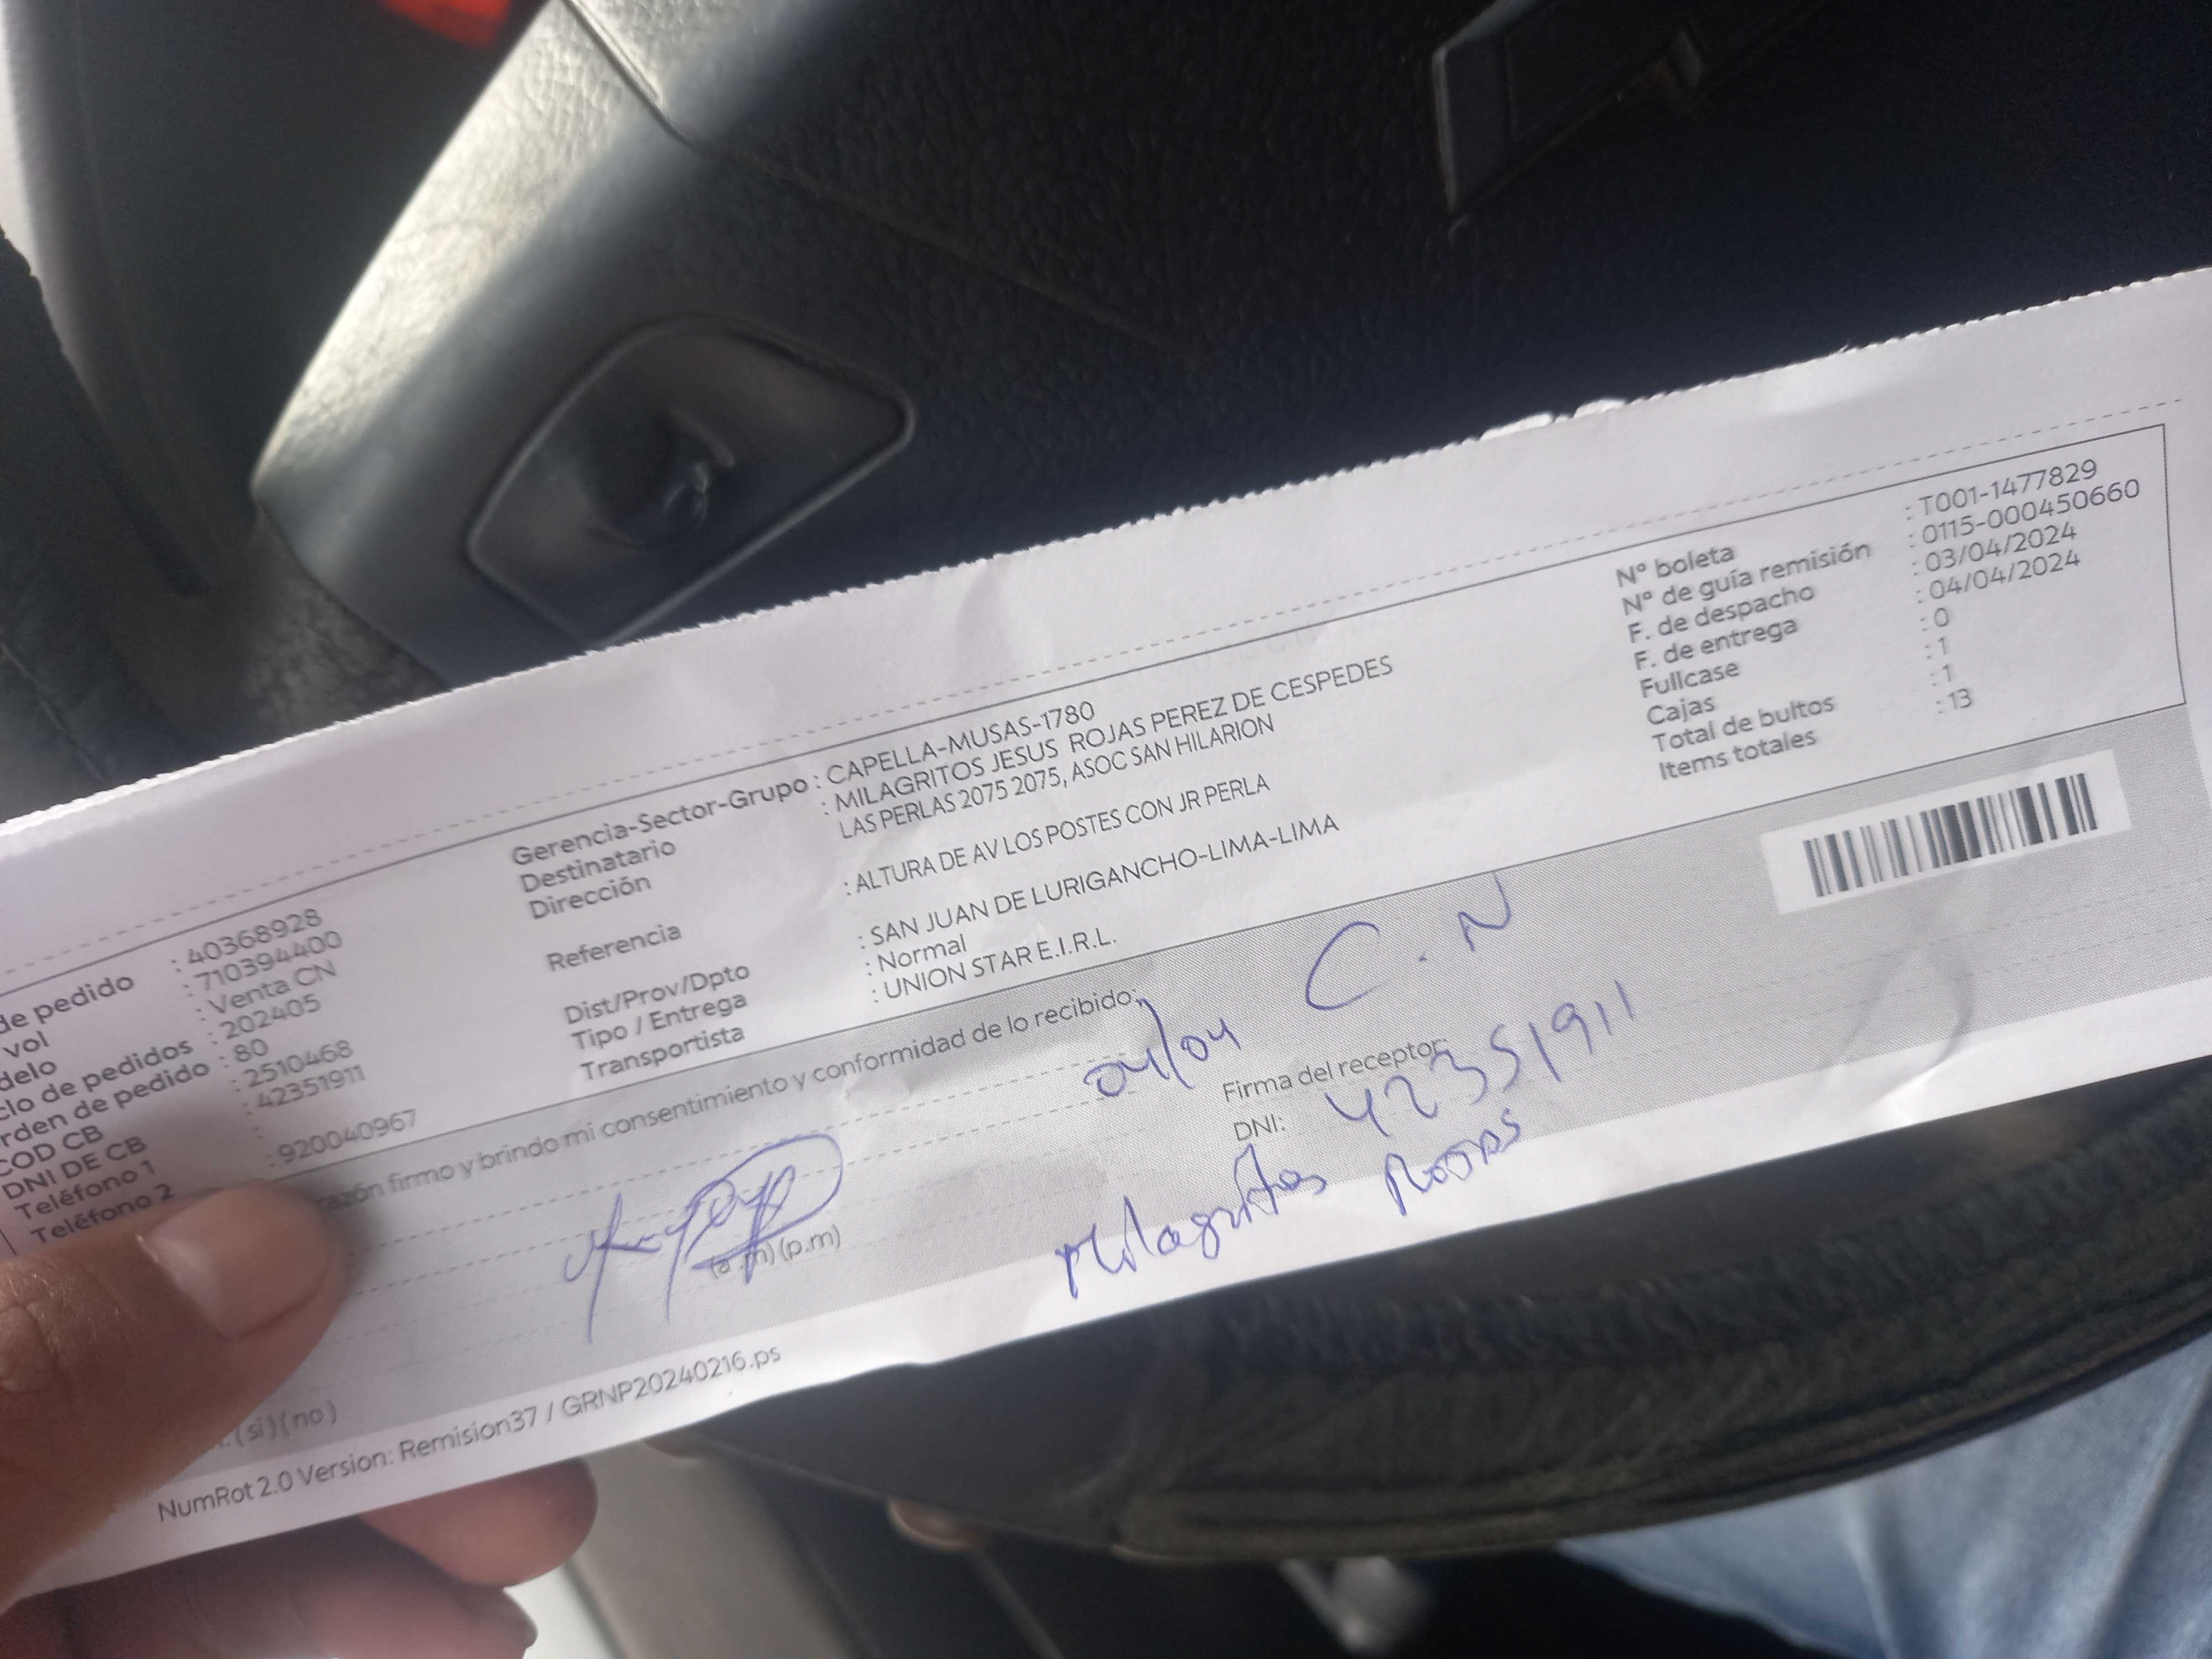 de pedido : 40368928
vol : 710394400
delo : Venta CN
clo de pedidos : 202405
rden de pedido : 80
COD CB : 2510468
DNI DE CB : 42351911
Teléfono 1 :
Teléfono 2 : 920040967
Gerencia-Sector-Grupo : CAPELLA-MUSAS-1780
Destinatario : MILAGRITOS JESUS ROJAS PEREZ DE CESPEDES
Dirección LAS PERLAS 2075 2075, ASOC SAN HILARION
Referencia : ALTURA DE AV LOS POSTES CON JR PERLA
Dist/Prov/Dpto : SAN JUAN DE LURIGANCHO-LIMA-LIMA
Tipo / Entrega : Normal
Transportista : UNION STAR E.I.R.L.
N° boleta : T001-1477829
N° de guía remisión : 0115-000450660
F. de despacho : 03/04/2024
F. de entrega : 04/04/2024
Fullcase : 0
Cajas : 1
Total de bultos : 1
Items totales : 13
razón firmo y brindo mi consentimiento y conformidad de lo recibido:
04/04 C.N
Firma del receptor:
DNI: 42351911
Milagritos Rojas
(a.m) (p.m)
(si) (no)
NumRot 2.0 Version: Remision37 / GRNP20240216.ps